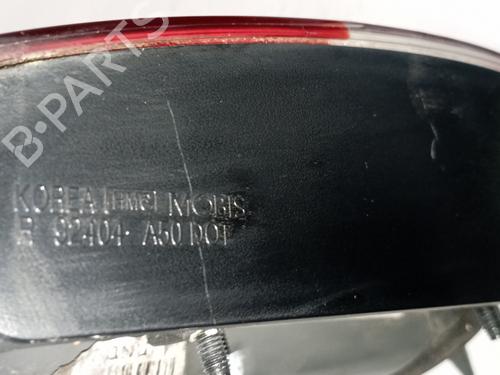 B-PARTS
KOREA HMC MOBIS
R 92404- A50 DOT